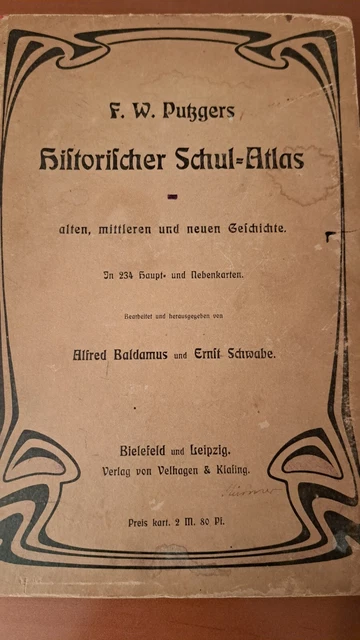 F. W. Putzgers
Historischer Schul-Atlas
alten, mittleren und neuen Geschichte.
In 234 Haupt- und Nebenkarten.
Bearbeitet und herausgegeben von
Alfred Baldamus und Ernst Schwabe.
Bielefeld und Leipzig.
Verlag von Velhagen & Klasing.
Preis kart. 2 M. 80 Pf.